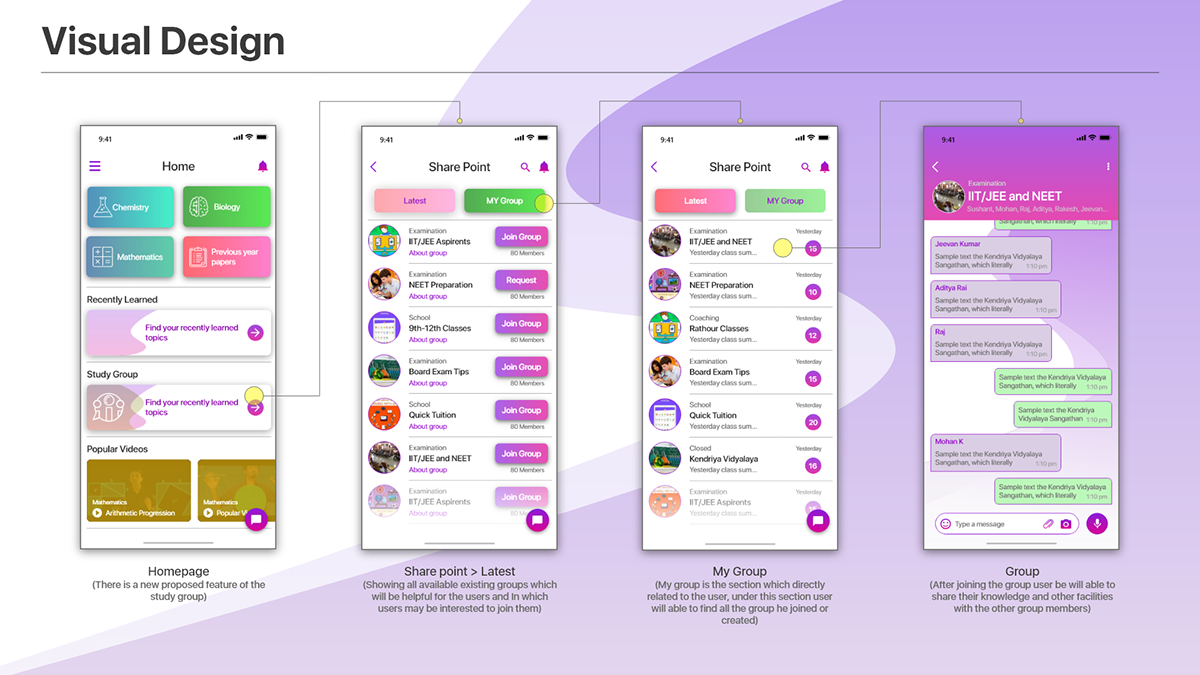 Visual Design
9:41
Home
Chemistry
Biology
Mathematics
Previous year
papers
Recently Learned
Find your recently learned
topics
Study Group
Find your recently learned
topics
Popular Videos
Mathematics
Arithmetic Progression
Mathematics
Popular
Homepage
(There is a new proposed feature of the
study group)
9:41
Share Point
Latest
MY Group
Examination
IIT/JEE Aspirents
About group
Join Group
80 Members
Examination
NEET Preparation
About group
Request
80 Members
School
9th-12th Classes
About group
Join Group
80 Members
Examination
Board Exam Tips
About group
Join Group
80 Members
School
Quick Tuition
About group
Join Group
80 Members
Examination
IIT/JEE and NEET
About group
Join Group
80 Members
Examination
IIT/JEE Aspirents
About group
Join Group
Share point > Latest
(Showing all available existing groups which
will be helpful for the users and In which
users may be interested to join them)
9:41
Share Point
Latest
MY Group
Examination
IIT/JEE and NEET
Yesterday class sum...
Yesterday
15
Examination
NEET Preparation
Yesterday class sum...
Yesterday
10
Coaching
Rathour Classes
Yesterday class sum...
Yesterday
12
Examination
Board Exam Tips
Yesterday class sum...
Yesterday
15
School
Quick Tuition
Yesterday class sum...
Yesterday
20
Closed
Kendriya Vidyalaya
Yesterday class sum...
Yesterday
16
Examination
IIT/JEE Aspirents
Yesterday class sum...
Yesterday
My Group
(My group is the section which directly
related to the user, under this section user
will able to find all the group he joined or
created)
9:41
Examination
IIT/JEE and NEET
Sushant, Mohan, Raj, Aditya, Rakesh, Jeevan...
Sangathan, which literally 1:10 pm
Jeevan Kumar
Sample text the Kendriya Vidyalaya
Sangathan, which literally 1:10 pm
Aditya Rai
Sample text the Kendriya Vidyalaya
Sangathan, which literally
1:10 pm
Raj
Sample text the Kendriya Vidyalaya
Sangathan, which literally 1:10 pm
Sample text the Kendriya Vidyalaya
Sangathan, which literally 1:10 pm
Sample text the Kendriya
Vidyalaya Sangathan 1:10 pm
Mohan K
Sample text the Kendriya Vidyalaya
Sangathan, which literally 1:10 pm
Sample text the Kendriya Vidyalaya
Sangathan, which literally 1:10 pm
Type a message
Group
(After joining the group user be will able to
share their knowledge and other facilities
with the other group members)